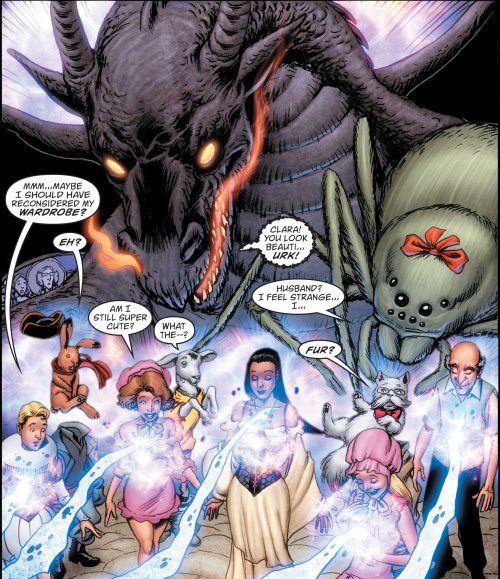 MMM...MAYBE
I SHOULD HAVE
RECONSIDERED MY
WARDROBE?
EH?
AM I
STILL SUPER
CUTE?
WHAT
THE--?
CLARA!
YOU LOOK
BEAUTI...
URK!
HUSBAND?
I FEEL STRANGE...
I...
FUR?